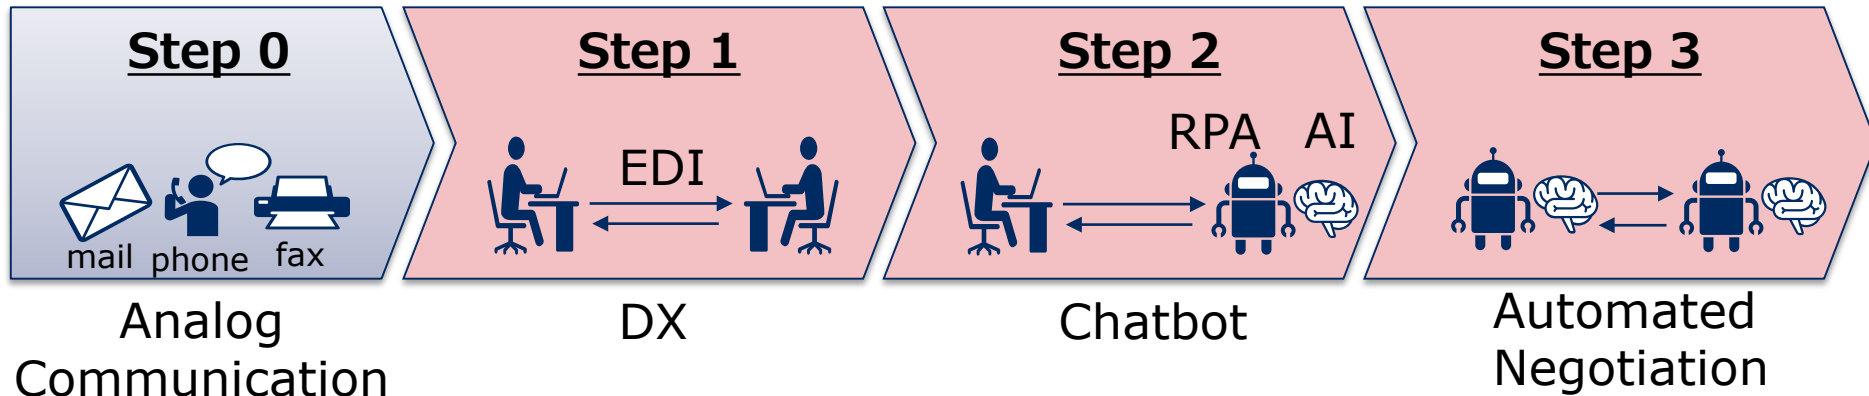 Step 0
mail phone fax
Analog
Communication
Step 1
EDI
DX
Step 2
RPA AI
Chatbot
Step 3
Automated
Negotiation